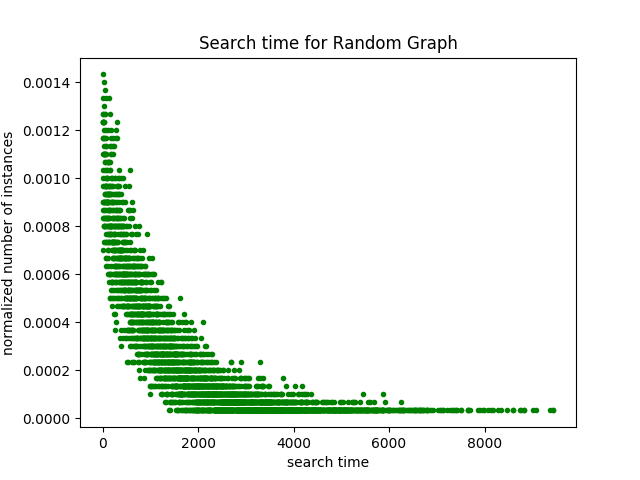 Search time for Random Graph
normalized number of instances
0.0014
0.0012
0.0010
0.0008
0.0006
0.0004
0.0002
0.0000
0 2000 4000 6000 8000
search time